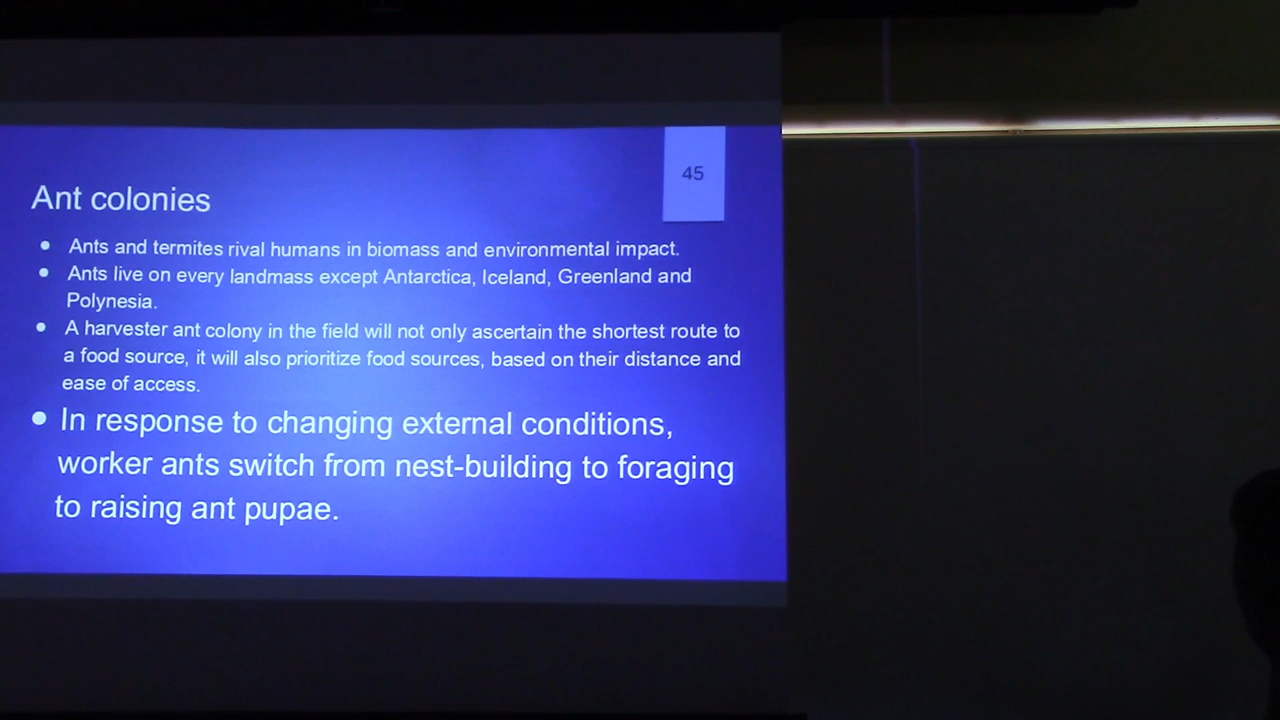 45
Ant colonies
● Ants and termites rival humans in biomass and environmental impact.
● Ants live on every landmass except Antarctica, Iceland, Greenland and
Polynesia.
● A harvester ant colony in the field will not only ascertain the shortest route to
a food source, it will also prioritize food sources, based on their distance and
ease of access.
● In response to changing external conditions,
worker ants switch from nest-building to foraging
to raising ant pupae.